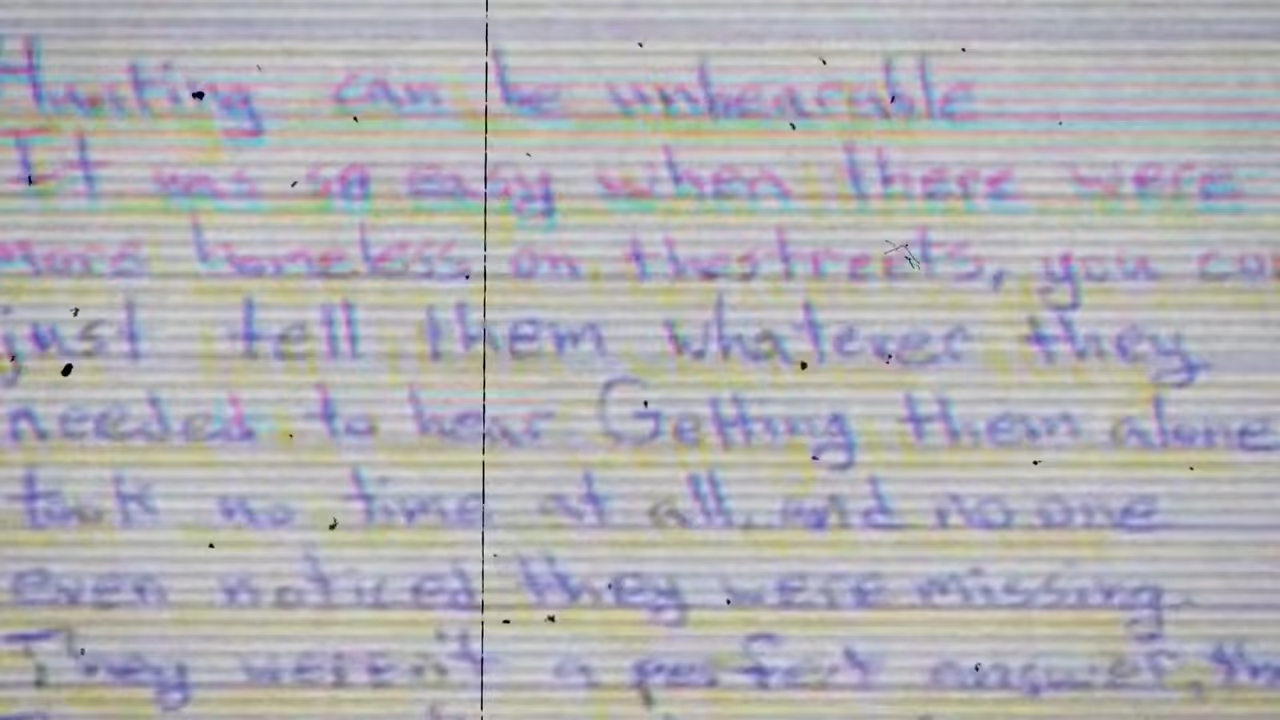 Hunting can be unbearable
It was so easy when there were
more homeless on the streets, you
just tell them whatever they
needed to hear Getting them alone
took no time at all, and no one
even noticed they were missing.
They weren't a perfect answer,